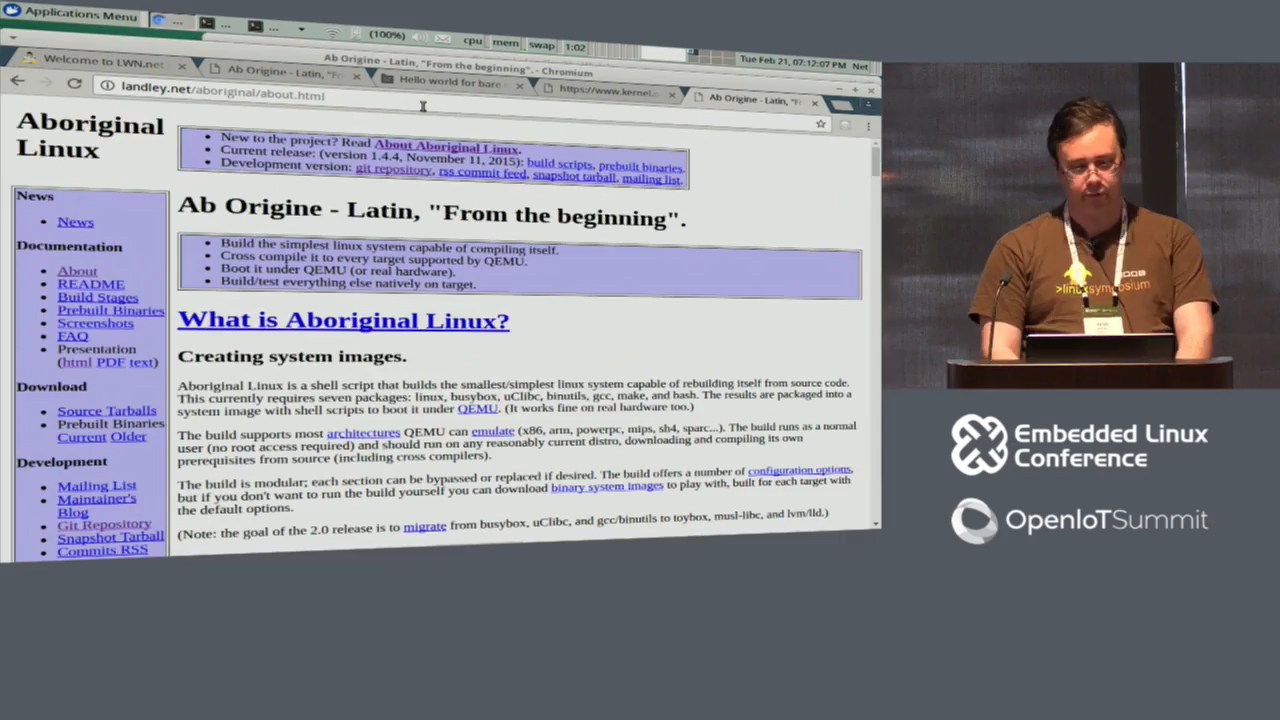 Applications Menu
...
...
...
(100%)
cpu
mem
swap
1:02
Tue Feb 21, 07:12:07 PM
Net
Ab Origine - Latin, "From the beginning". - Chromium
Welcome to LWN.net
Ab Origine - Latin, "Fr
Hello world for bare
https://www.kernel.
Ab Origine - Latin, "Fr
landley.net/aboriginal/about.html
Aboriginal
Linux
• New to the project? Read About Aboriginal Linux.
• Current release: (version 1.4.4, November 11, 2015): build scripts, prebuilt binaries.
• Development version: git repository, rss commit feed, snapshot tarball, mailing list.
News
• News
Documentation
• About
• README
• Build Stages
• Prebuilt Binaries
• Screenshots
• FAQ
• Presentation
(html PDF text)
Download
• Source Tarballs
• Prebuilt Binaries
Current Older
Development
• Mailing List
• Maintainer's
Blog
• Git Repository
• Snapshot Tarball
• Commits RSS
Ab Origine - Latin, "From the beginning".
• Build the simplest linux system capable of compiling itself.
• Cross compile it to every target supported by QEMU.
• Boot it under QEMU (or real hardware).
• Build/test everything else natively on target.
What is Aboriginal Linux?
Creating system images.
Aboriginal Linux is a shell script that builds the smallest/simplest linux system capable of rebuilding itself from source code.
This currently requires seven packages: linux, busybox, uClibc, binutils, gcc, make, and bash. The results are packaged into a
system image with shell scripts to boot it under QEMU. (It works fine on real hardware too.)
The build supports most architectures QEMU can emulate (x86, arm, powerpc, mips, sh4, sparc...). The build runs as a normal
user (no root access required) and should run on any reasonably current distro, downloading and compiling its own
prerequisites from source (including cross compilers).
The build is modular; each section can be bypassed or replaced if desired. The build offers a number of configuration options,
but if you don't want to run the build yourself you can download binary system images to play with, built for each target with
the default options.
(Note: the goal of the 2.0 release is to migrate from busybox, uClibc, and gcc/binutils to toybox, musl-libc, and lvm/lld.)
>linuxsymposium
Embedded Linux
Conference
OpenIoTSummit